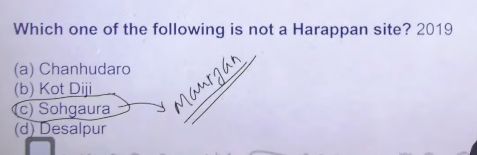 Which one of the following is not a Harappan site? 2019
(a) Chanhudaro
(b) Kot Diji
(c) Sohgaura
Mauryan
(d) Desalpur